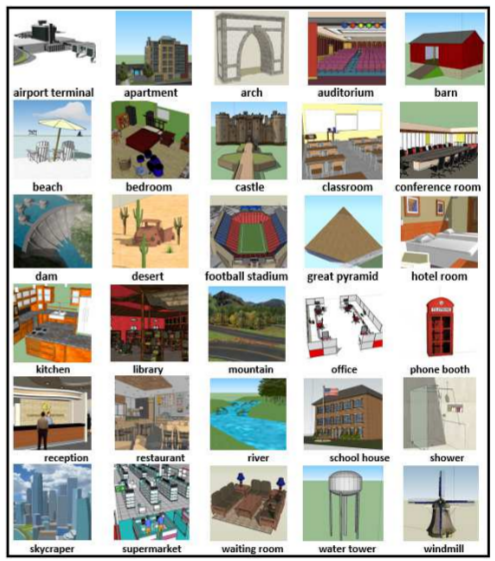 airport terminal apartment arch auditorium barn
beach bedroom castle classroom conference room
dam desert football stadium great pyramid hotel room
kitchen library mountain office phone booth
reception restaurant river school house shower
skycraper supermarket waiting room water tower windmill